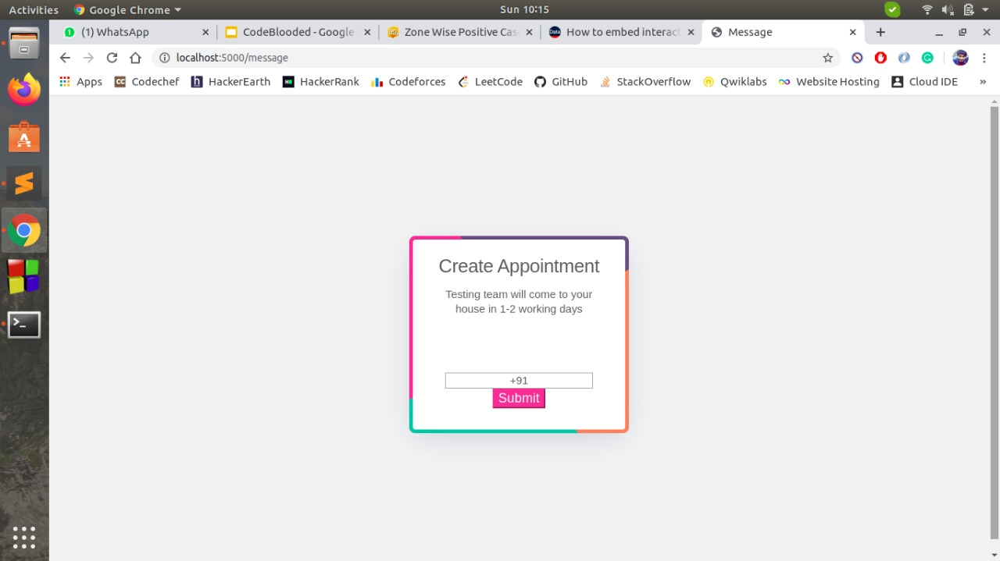 Activities Google Chrome Sun 10:15
(1) WhatsApp CodeBlooded - Google Zone Wise Positive Cas How to embed interact Message
localhost:5000/message
Apps Codechef HackerEarth HackerRank Codeforces LeetCode GitHub StackOverflow Qwiklabs Website Hosting Cloud IDE »
Create Appointment
Testing team will come to your
house in 1-2 working days
+91
Submit